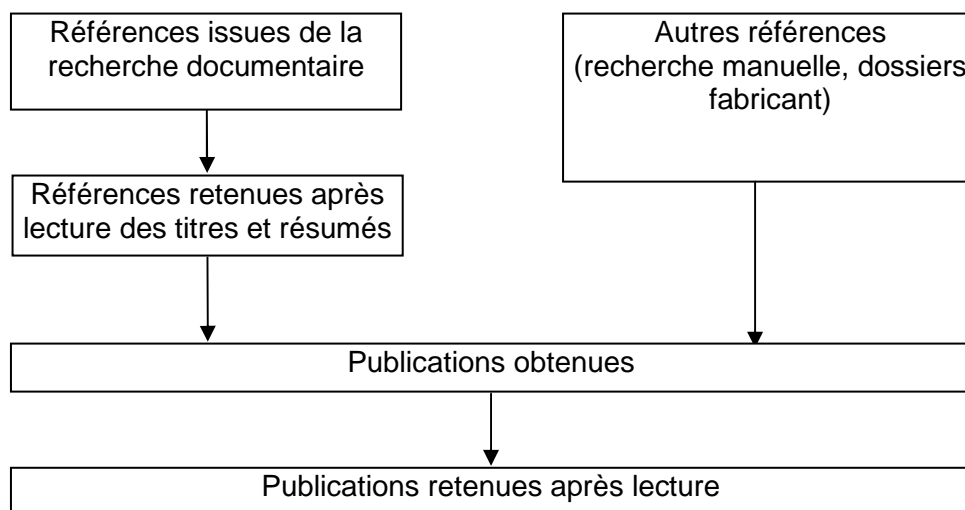 Références issues de la
recherche documentaire
Autres références
(recherche manuelle, dossiers
fabricant)
Références retenues après
lecture des titres et résumés
Publications obtenues
Publications retenues après lecture